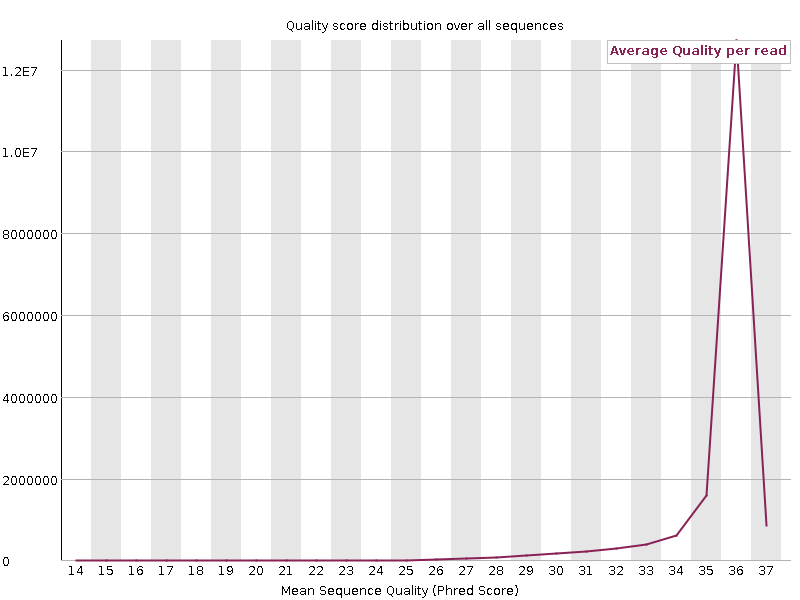 Quality score distribution over all sequences
Average Quality per read
1.2E7
1.0E7
8000000
6000000
4000000
2000000
0
14 15 16 17 18 19 20 21 22 23 24 25 26 27 28 29 30 31 32 33 34 35 36 37
Mean Sequence Quality (Phred Score)